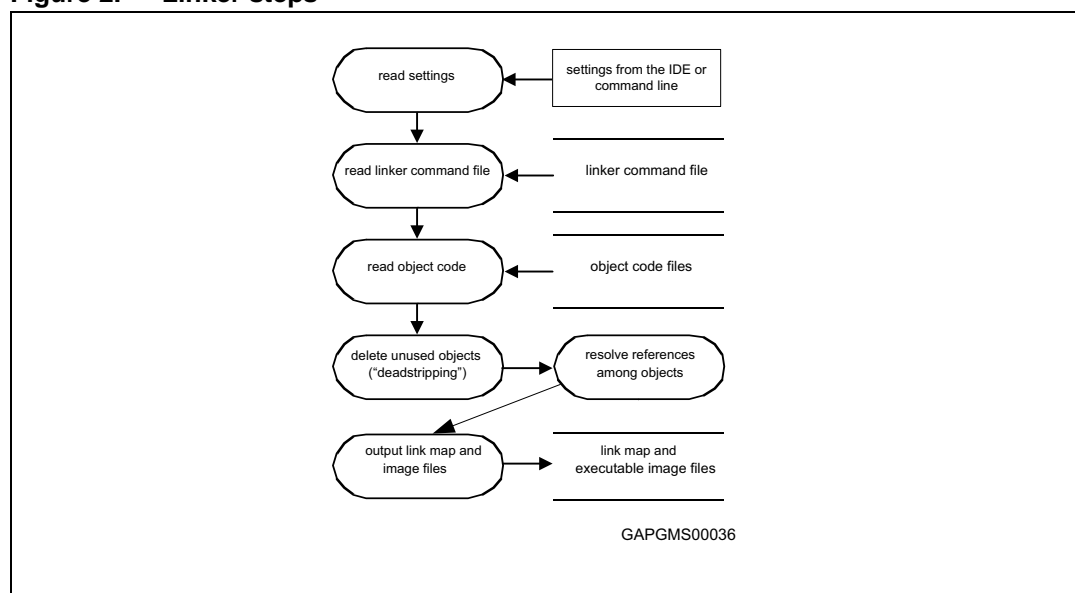 Figure 2. Linker steps
read settings
settings from the IDE or
command line
read linker command file
linker command file
read object code
object code files
delete unused objects
("deadstripping")
resolve references
among objects
output link map and
image files
link map and
executable image files
GAPGMS00036